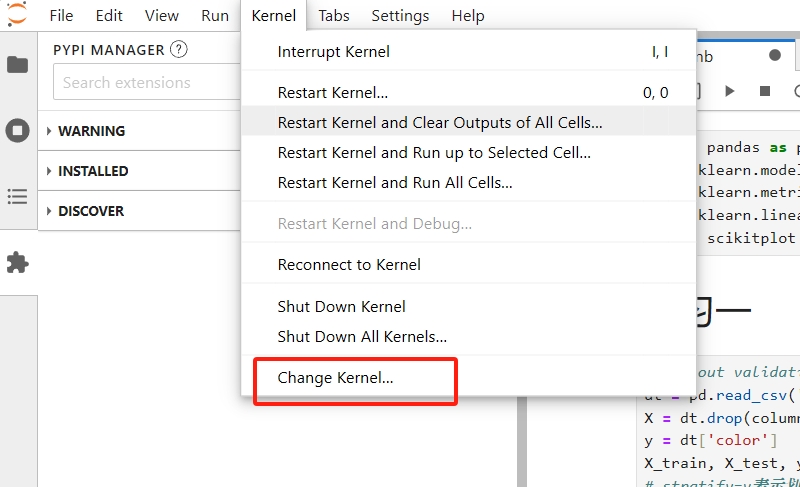 File Edit View Run Kernel Tabs Settings Help
PYPI MANAGER ?
Search extensions
WARNING
INSTALLED
DISCOVER
Interrupt Kernel I, I
Restart Kernel... 0, 0
Restart Kernel and Clear Outputs of All Cells...
Restart Kernel and Run up to Selected Cell...
Restart Kernel and Run All Cells...
Restart Kernel and Debug...
Reconnect to Kernel
Shut Down Kernel
Shut Down All Kernels...
Change Kernel...
nb
pandas as p
klearn.model
klearn.metri
klearn.linea
scikitplot
习一
out validati
dt = pd.read_csv('
X = dt.drop(column
y = dt['color']
X_train, X_test, y